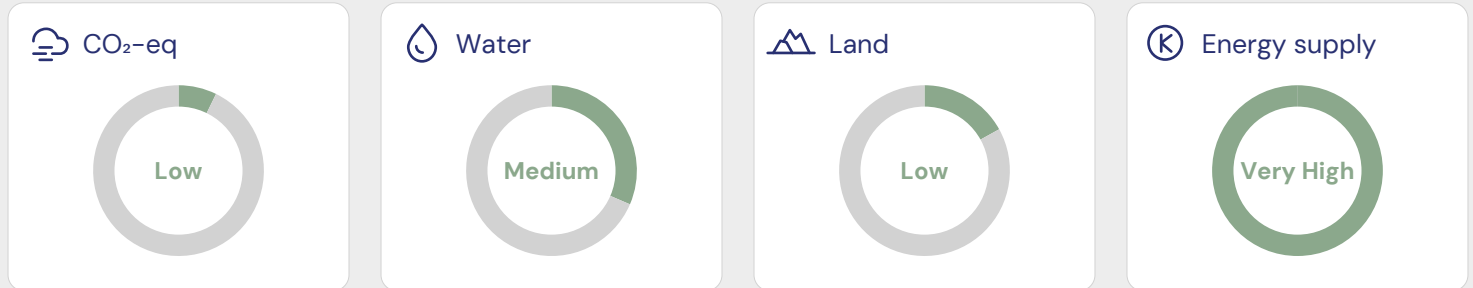 CO₂-eq
Low
Water
Medium
Land
Low
Energy supply
Very High